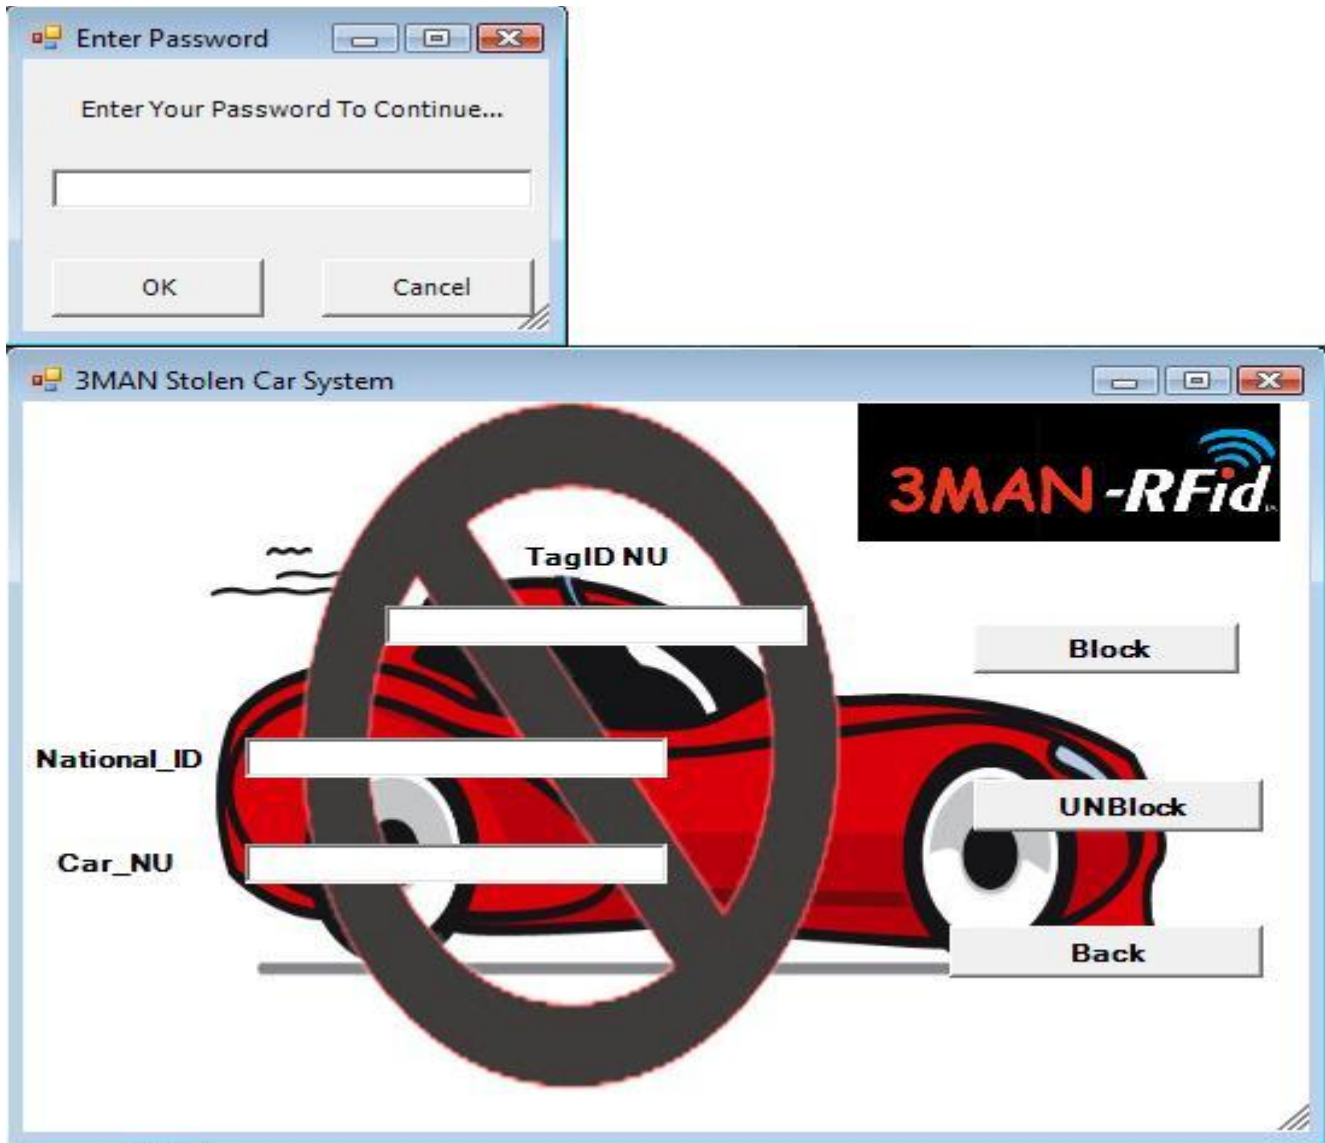 Enter Password
Enter Your Password To Continue...
OK
Cancel
3MAN Stolen Car System
3MAN-RFid
TagID NU
Block
National_ID
UNBlock
Car_NU
Back